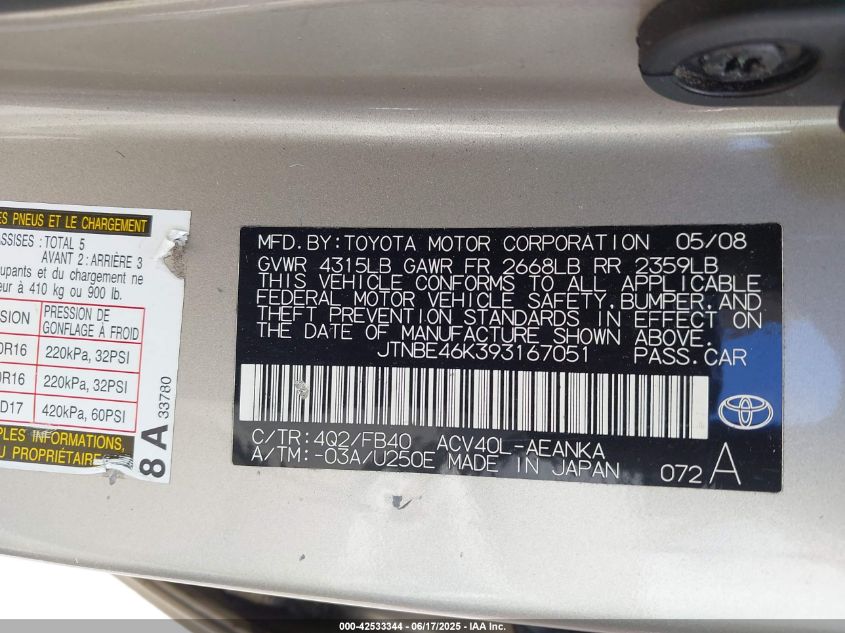 ES PNEUS ET LE CHARGEMENT
ASSISES : TOTAL 5
AVANT 2 : ARRIÈRE 3
cupants et du chargement ne
eur à 410 kg ou 900 lb.
PRESSION DE
GONFLAGE À FROID
0R16 220kPa, 32PSI
0R16 220kPa, 32PSI
D17 420kPa, 60PSI
PLES INFORMATIONS,
U PROPRIÉTAIRE
8 A 33780
MFD. BY: TOYOTA MOTOR CORPORATION 05/08
GVWR 4315LB GAWR FR 2668LB RR 2359LB
THIS VEHICLE CONFORMS TO ALL APPLICABLE
FEDERAL MOTOR VEHICLE SAFETY, BUMPER, AND
THEFT PREVENTION STANDARDS IN EFFECT ON
THE DATE OF MANUFACTURE SHOWN ABOVE.
JTNBE46K393167051 PASS. CAR
C/TR: 4Q2/FB40 ACV40L-AEANKA
A/TM: -03A/U250E MADE IN JAPAN 072 A
000-42533344 - 06/17/2025 - IAA Inc.